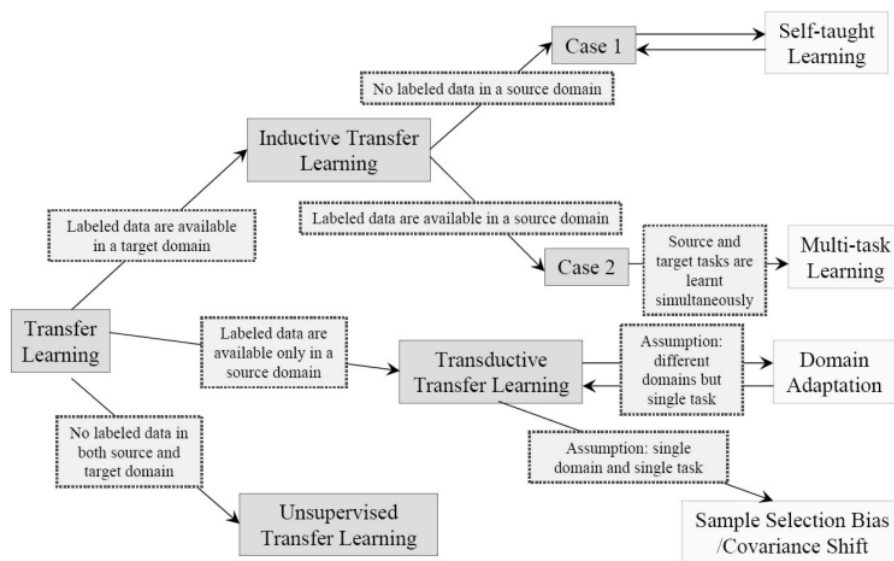 Case 1
Self-taught
Learning
No labeled data in a source domain
Inductive Transfer
Learning
Labeled data are available
in a target domain
Labeled data are available in a source domain
Case 2
Source and
target tasks are
learnt
simultaneously
Multi-task
Learning
Transfer
Learning
Labeled data are
available only in a
source domain
Transductive
Transfer Learning
Assumption:
different
domains but
single task
Domain
Adaptation
No labeled data in
both source and
target domain
Assumption: single
domain and single task
Unsupervised
Transfer Learning
Sample Selection Bias
/Covariance Shift